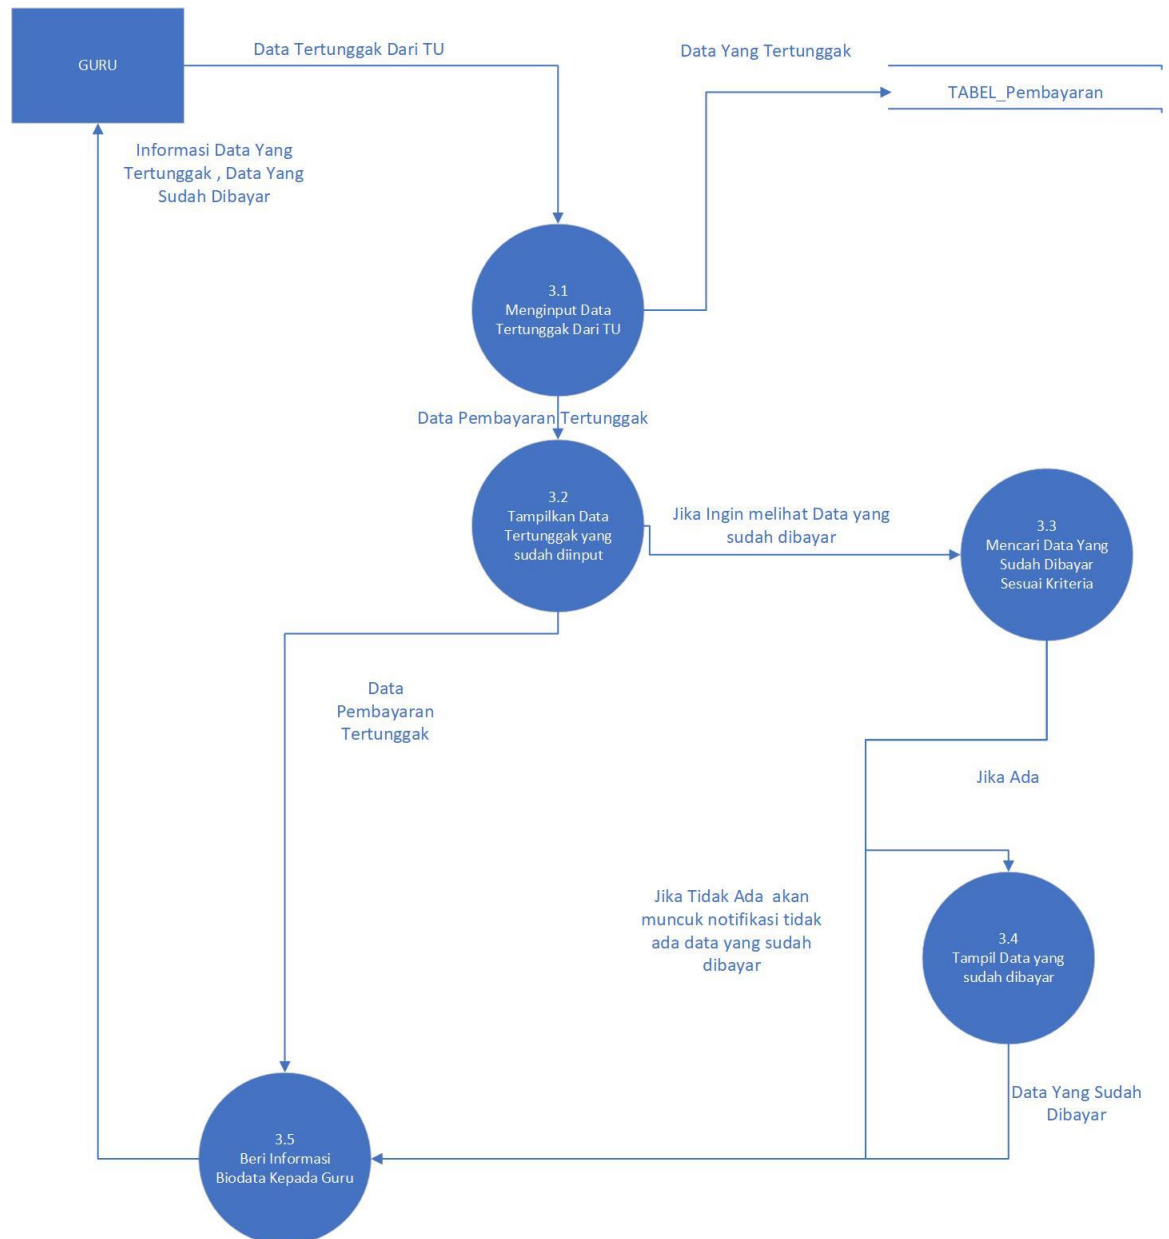 GURU
Data Tertunggak Dari TU
Data Yang Tertunggak
TABEL_Pembayaran
Informasi Data Yang
Tertunggak , Data Yang
Sudah Dibayar
3.1
Menginput Data
Tertunggak Dari TU
Data Pembayaran Tertunggak
3.2
Tampilkan Data
Tertunggak yang
sudah diinput
Jika Ingin melihat Data yang
sudah dibayar
3.3
Mencari Data Yang
Sudah Dibayar
Sesuai Kriteria
Data
Pembayaran
Tertunggak
Jika Ada
Jika Tidak Ada  akan
muncuk notifikasi tidak
ada data yang sudah
dibayar
3.4
Tampil Data yang
sudah dibayar
Data Yang Sudah
Dibayar
3.5
Beri Informasi
Biodata Kepada Guru